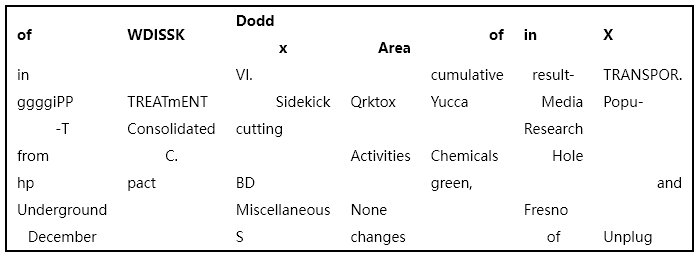 of WDISSK Dodd x Area of in X
in VI. cumulative result- TRANSPOR.
ggggiPP TREATmENT Sidekick Qrktox Yucca Media Popu-
-T Consolidated cutting Research
from C. Activities Chemicals Hole
hp pact BD green, and
Underground Miscellaneous None Fresno
December S changes of Unplug